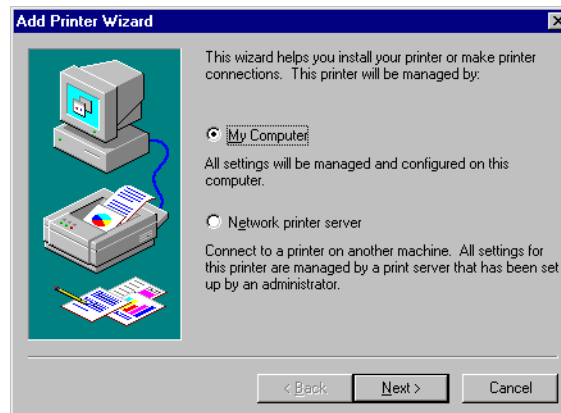 Add Printer Wizard
This wizard helps you install your printer or make printer
connections. This printer will be managed by:
My Computer
All settings will be managed and configured on this
computer.
Network printer server
Connect to a printer on another machine. All settings for
this printer are managed by a print server that has been set
up by an administrator.
< Back
Next >
Cancel